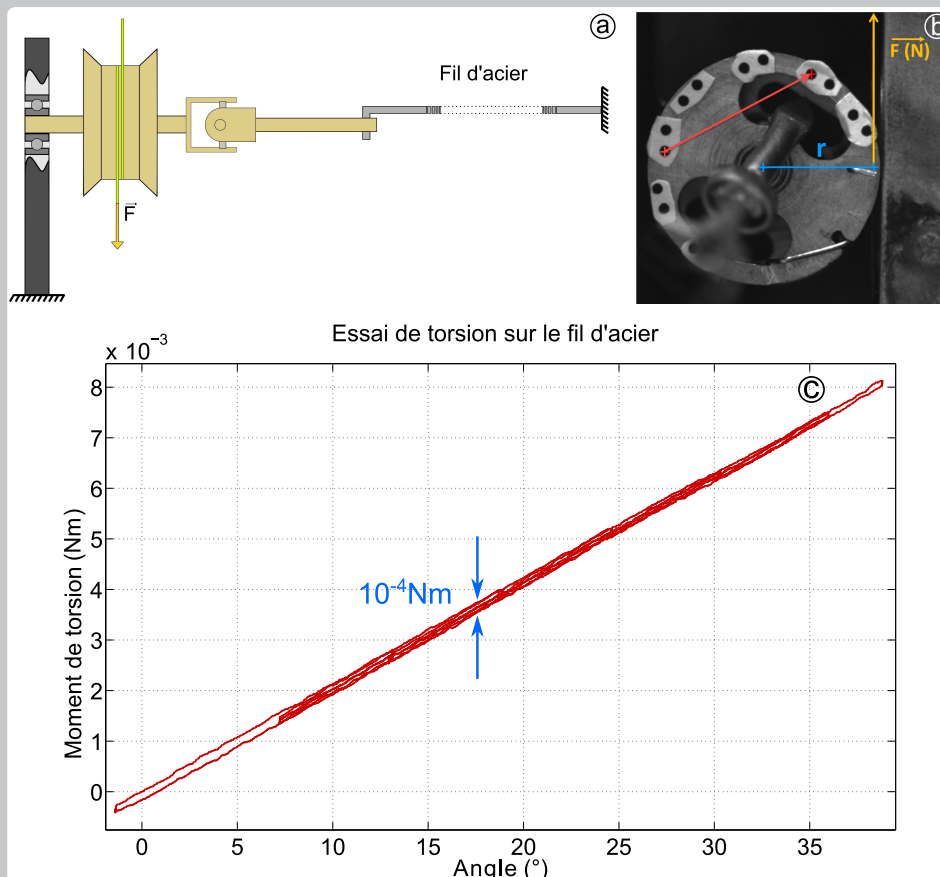 a
Fil d'acier
F
b
F (N)
r
Essai de torsion sur le fil d'acier
x 10⁻³
c
8
7
6
5
4
3
2
1
0
10⁻⁴Nm
Moment de torsion (Nm)
0 5 10 15 20 25 30 35
Angle (°)